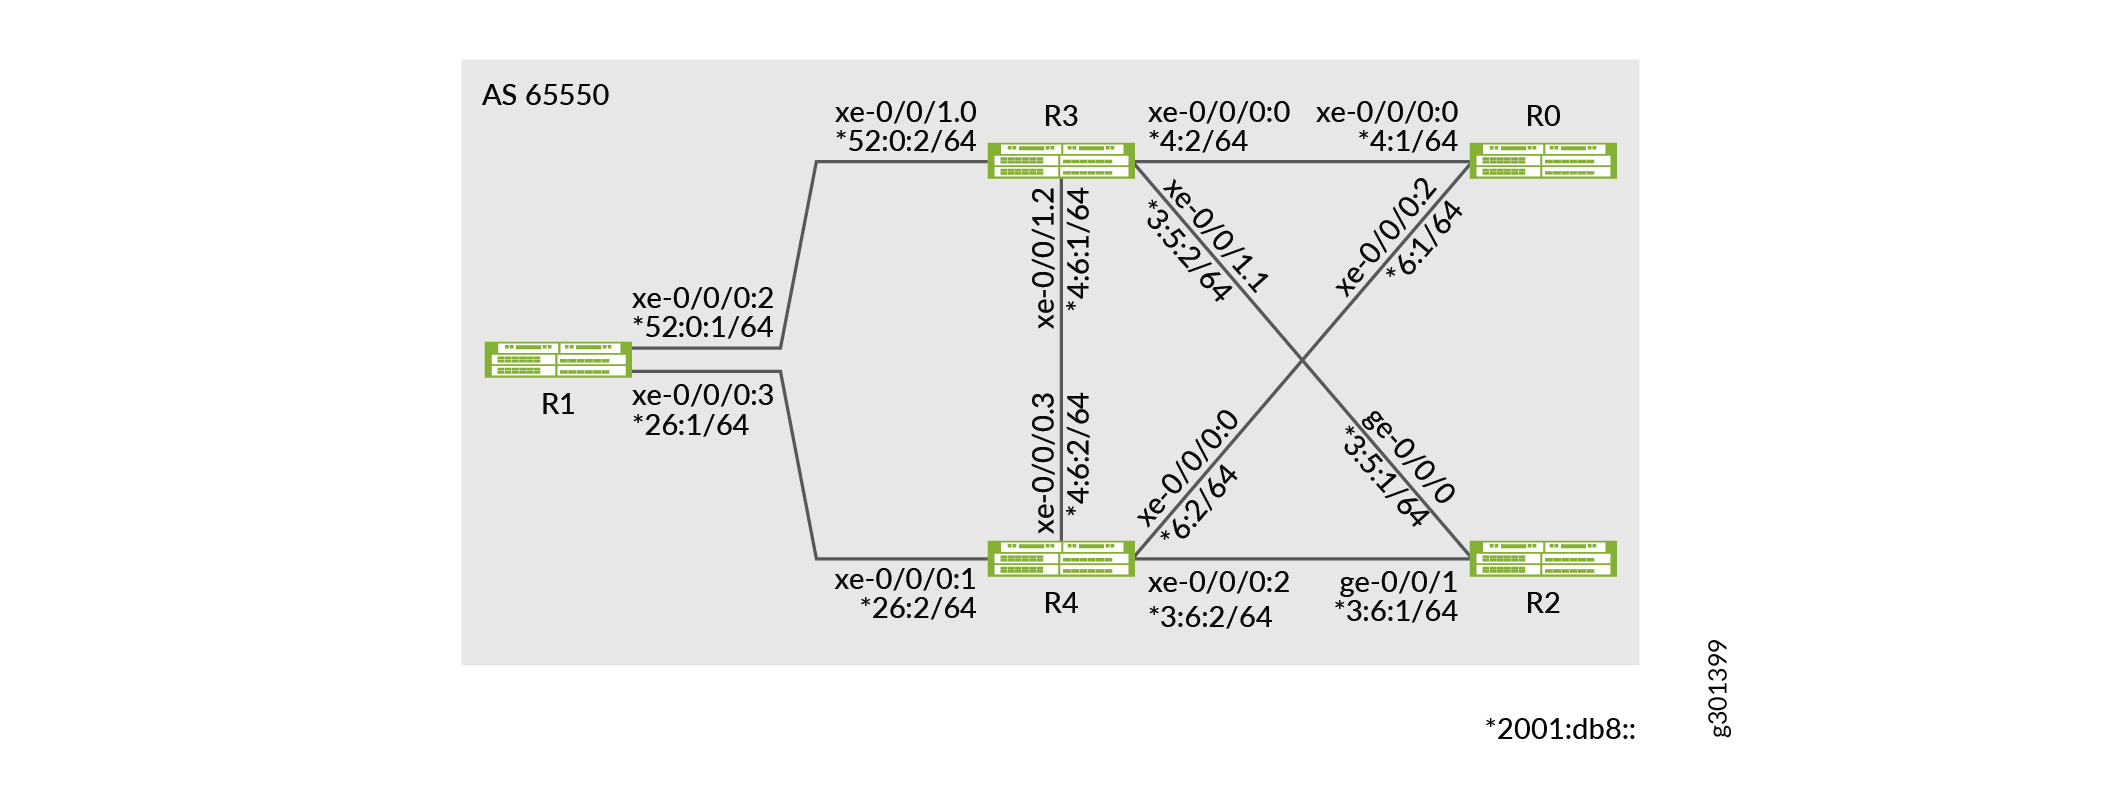 AS 65550
xe-0/0/1.0
*52:0:2/64
R3
xe-0/0/0:0
*4:2/64
xe-0/0/0:0
*4:1/64
R0
xe-0/0/1.2
*4:6:1/64
xe-0/0/1.1
*3:5:2/64
xe-0/0/0:2
*6:1/64
xe-0/0/0:2
*52:0:1/64
R1
xe-0/0/0:3
*26:1/64
xe-0/0/0.3
*4:6:2/64
xe-0/0/0:0
*6:2/64
ge-0/0/0
*3:5:1/64
xe-0/0/0:1
*26:2/64
R4
xe-0/0/0:2
*3:6:2/64
ge-0/0/1
*3:6:1/64
R2
*2001:db8::
g301399